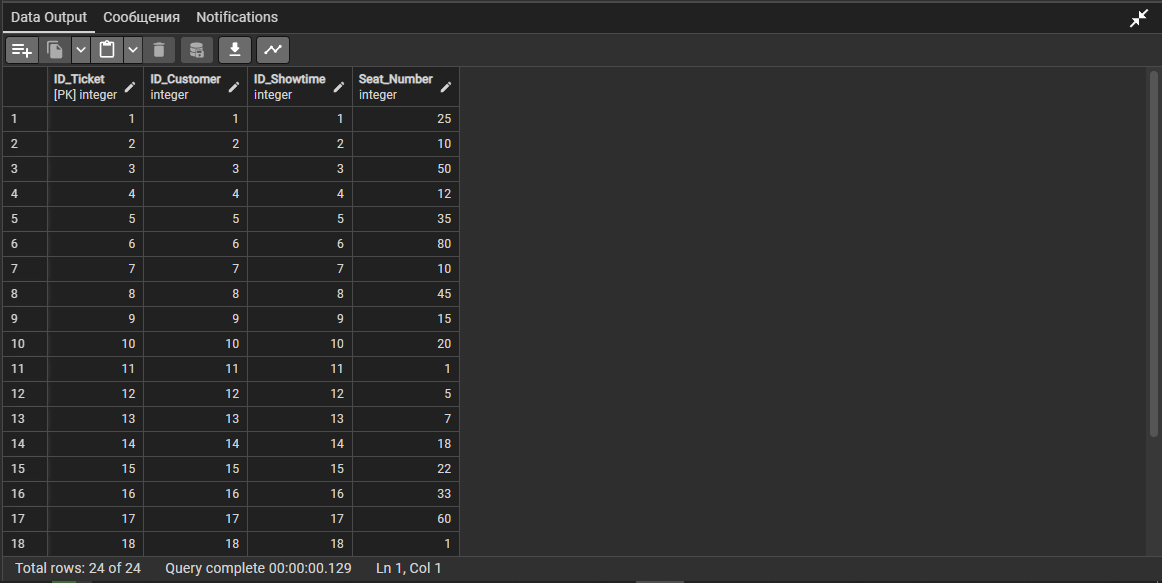 Data Output Сообщения Notifications
ID_Ticket ID_Customer ID_Showtime Seat_Number
[PK] integer integer integer integer
1 1 1 1 25
2 2 2 2 10
3 3 3 3 50
4 4 4 4 12
5 5 5 5 35
6 6 6 6 80
7 7 7 7 10
8 8 8 8 45
9 9 9 9 15
10 10 10 10 20
11 11 11 11 1
12 12 12 12 5
13 13 13 13 7
14 14 14 14 18
15 15 15 15 22
16 16 16 16 33
17 17 17 17 60
18 18 18 18 1
Total rows: 24 of 24 Query complete 00:00:00.129 Ln 1, Col 1